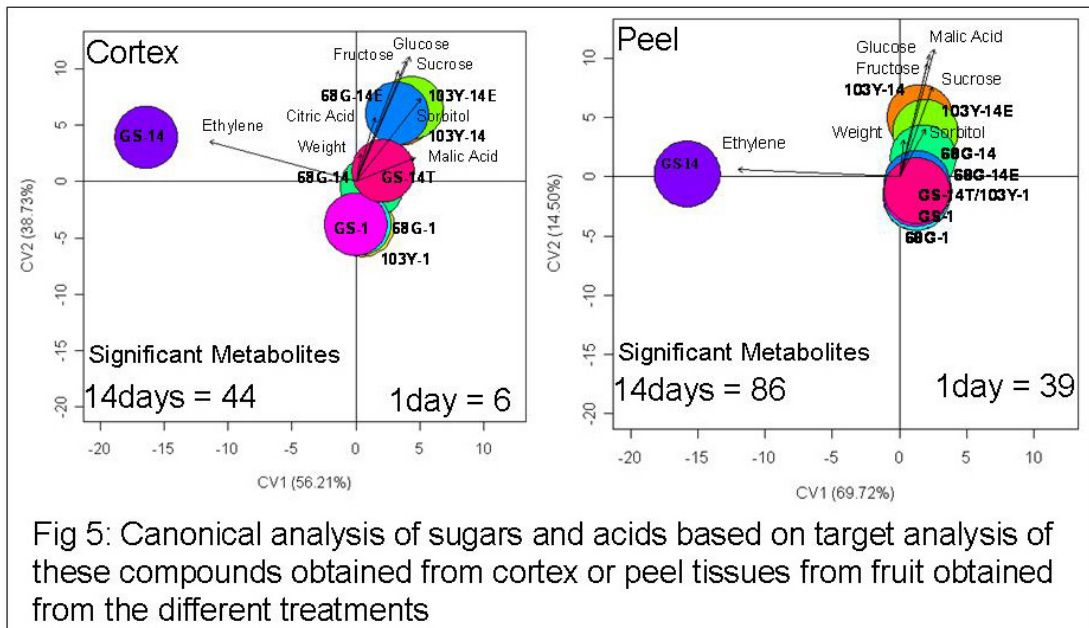 Cortex
Glucose
Fructose
Sucrose
68G-14E
103Y-14E
Citric Acid
Sorbitol
103Y-14
GS-14
Ethylene
Weight
Malic Acid
68G-14
GS-14T
GS-1
68G-1
103Y-1
Significant Metabolites
14days = 44
1day = 6
CV2 (38.73%)
10
5
0
-5
-10
-15
-20
-20 -15 -10 -5 0 5 10
CV1 (56.21%)
Peel
Malic Acid
Glucose
Fructose
103Y-14
Sucrose
103Y-14E
Weight
Sorbitol
Ethylene
68G-14
GS-14
68G-14E
GS-14T/103Y-1
GS-1
68G-1
Significant Metabolites
14days = 86
1day = 39
CV2 (14.50%)
10
5
0
-5
-10
-15
-20
-20 -15 -10 -5 0 5 10
CV1 (69.72%)
Fig 5: Canonical analysis of sugars and acids based on target analysis of
these compounds obtained from cortex or peel tissues from fruit obtained
from the different treatments